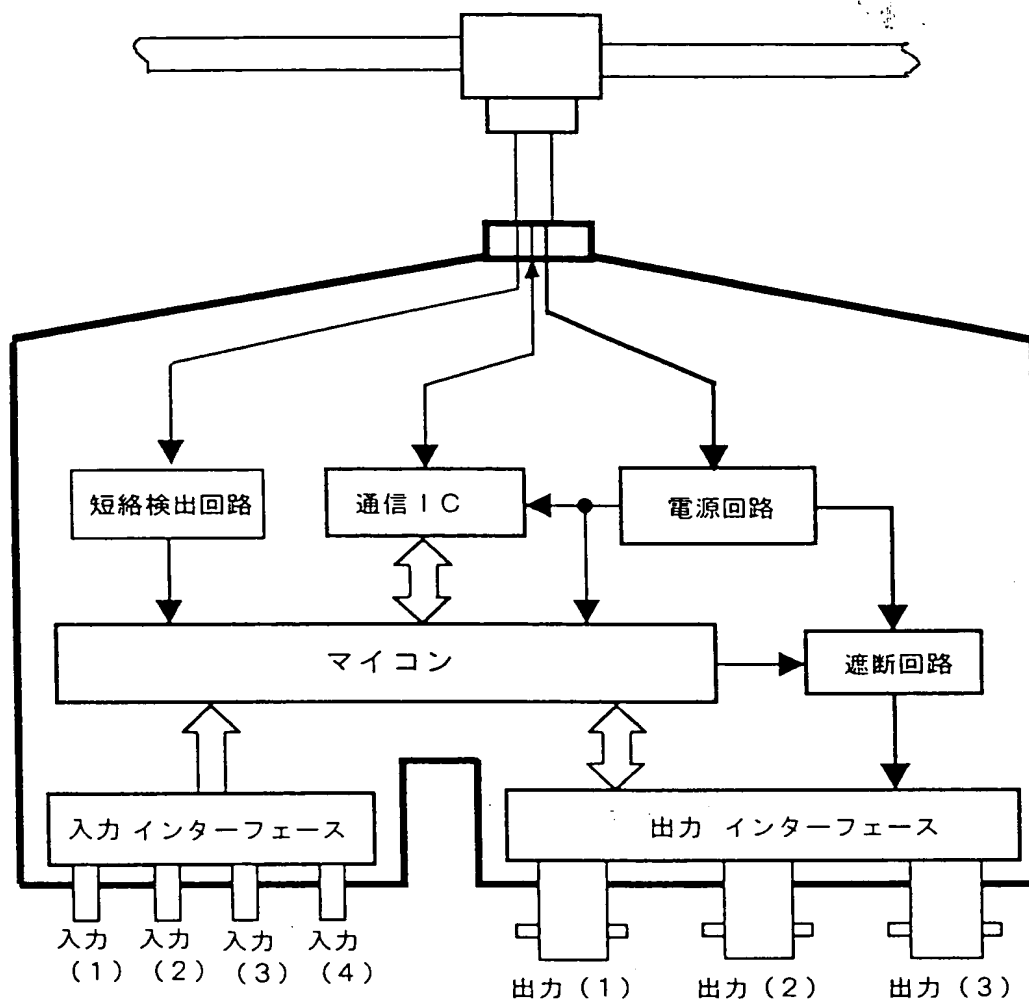 短絡検出回路
通信IC
電源回路
マイコン
遮断回路
入力 インターフェース
出力 インターフェース
入力 入力 入力 入力
(1) (2) (3) (4)
出力(1) 出力(2) 出力(3)